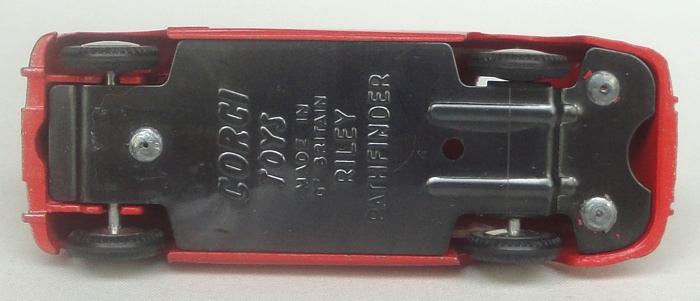 CORGI
TOYS
MADE IN
GT BRITAIN
RILEY
PATHFINDER